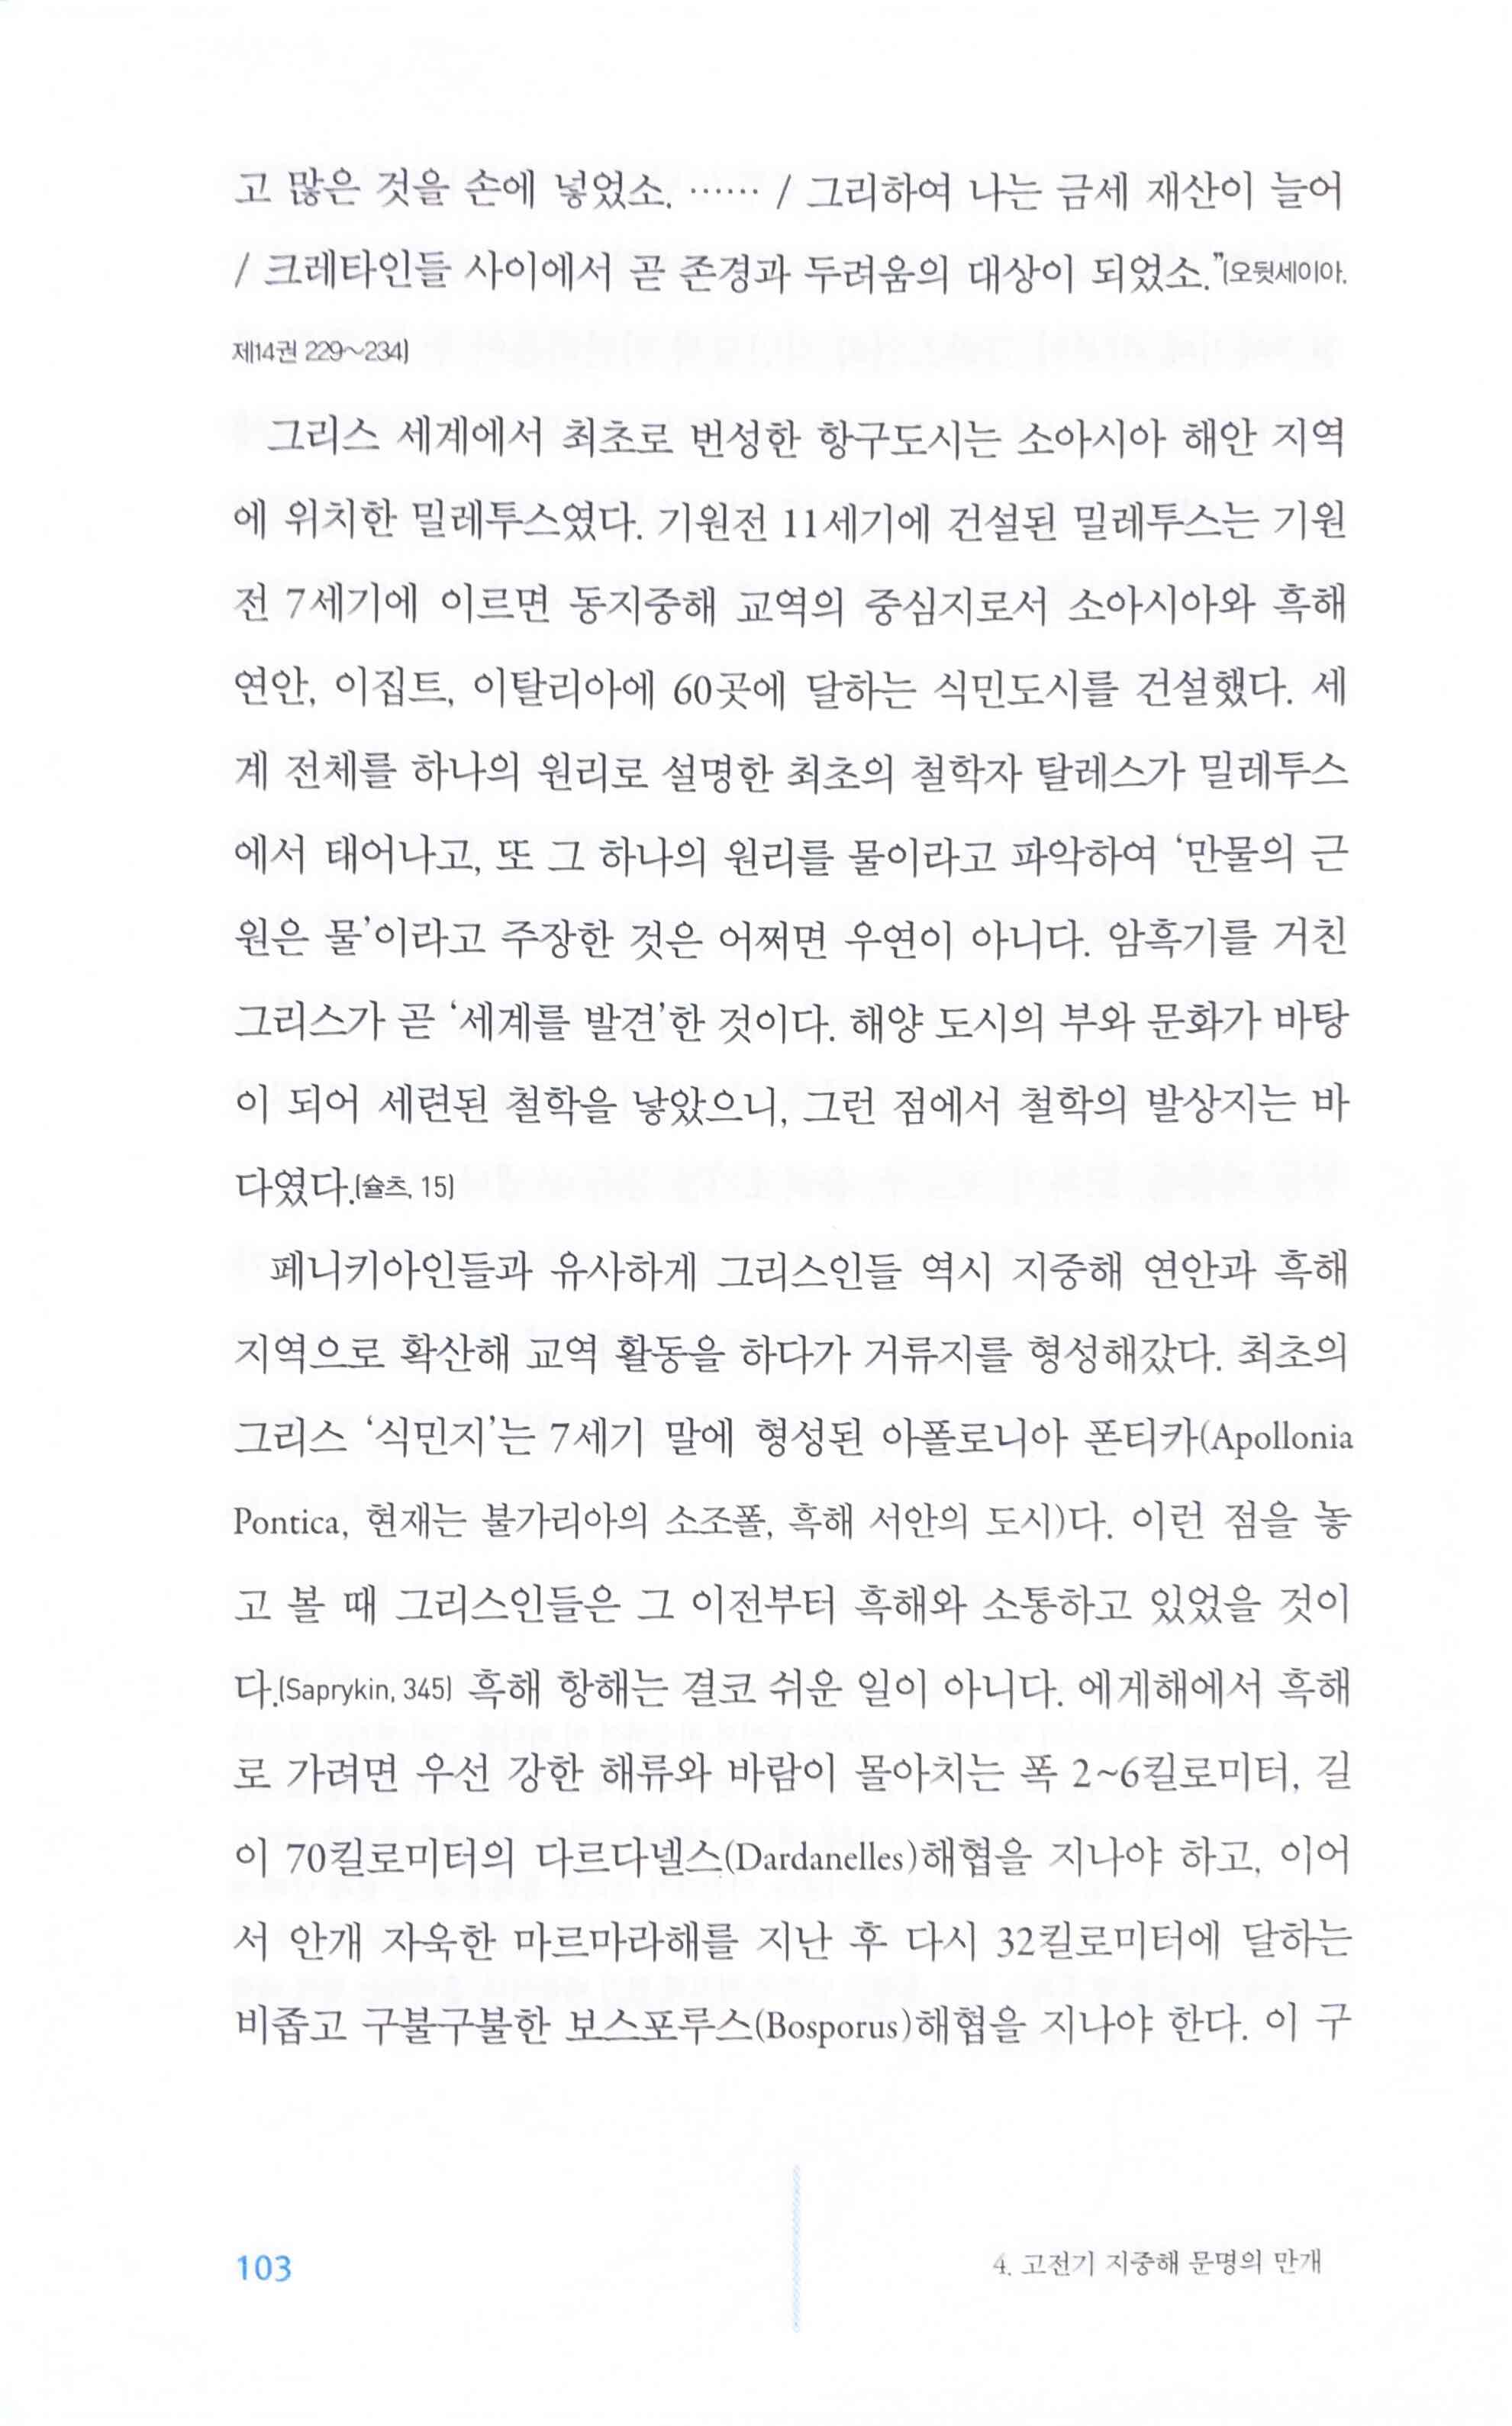 고 많은 것을 손에 넣었소. …… / 그리하여 나는 금세 재산이 늘어
/ 크레타인들 사이에서 곧 존경과 두려움의 대상이 되었소.”(오뒷세이아,
제14권 229~234)
그리스 세계에서 최초로 번성한 항구도시는 소아시아 해안 지역
에 위치한 밀레투스였다. 기원전 11세기에 건설된 밀레투스는 기원
전 7세기에 이르면 동지중해 교역의 중심지로서 소아시아와 흑해
연안, 이집트, 이탈리아에 60곳에 달하는 식민도시를 건설했다. 세
계 전체를 하나의 원리로 설명한 최초의 철학자 탈레스가 밀레투스
에서 태어나고, 또 그 하나의 원리를 물이라고 파악하여 ‘만물의 근
원은 물’이라고 주장한 것은 어쩌면 우연이 아니다. 암흑기를 거친
그리스가 곧 ‘세계를 발견’한 것이다. 해양 도시의 부와 문화가 바탕
이 되어 세련된 철학을 낳았으니, 그런 점에서 철학의 발상지는 바
다였다.(슐츠, 15)
페니키아인들과 유사하게 그리스인들 역시 지중해 연안과 흑해
지역으로 확산해 교역 활동을 하다가 거류지를 형성해갔다. 최초의
그리스 ‘식민지’는 7세기 말에 형성된 아폴로니아 폰티카(Apollonia
Pontica, 현재는 불가리아의 소조폴, 흑해 서안의 도시)다. 이런 점을 놓
고 볼 때 그리스인들은 그 이전부터 흑해와 소통하고 있었을 것이
다.(Saprykin, 345) 흑해 항해는 결코 쉬운 일이 아니다. 에게해에서 흑해
로 가려면 우선 강한 해류와 바람이 몰아치는 폭 2~6킬로미터, 길
이 70킬로미터의 다르다넬스(Dardanelles)해협을 지나야 하고, 이어
서 안개 자욱한 마르마라해를 지난 후 다시 32킬로미터에 달하는
비좁고 구불구불한 보스포루스(Bosporus)해협을 지나야 한다. 이 구
103
4. 고전기 지중해 문명의 만개